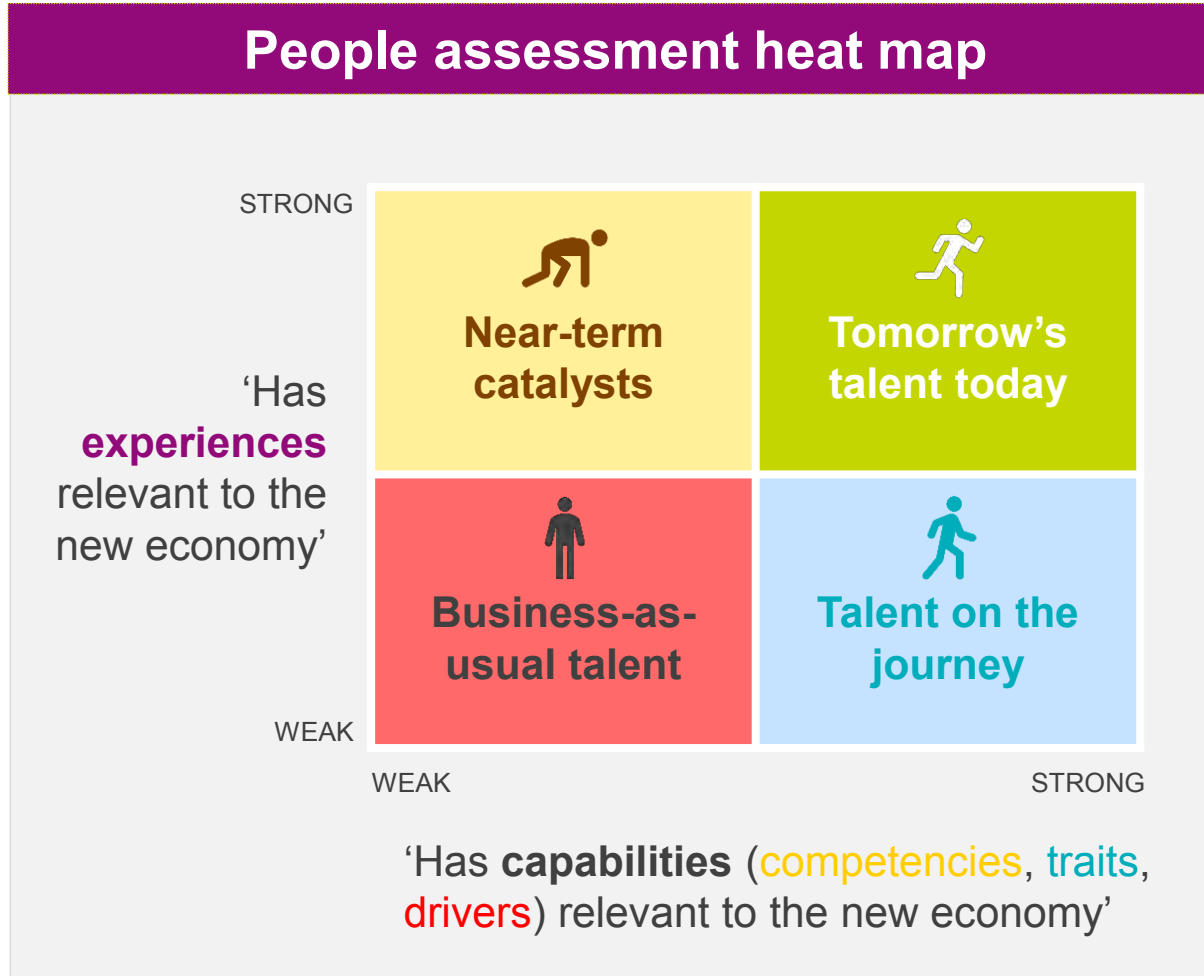 People assessment heat map
STRONG
Near-term
catalysts
Tomorrow’s
talent today
‘Has
experiences
relevant to the
new economy’
Business-as-
usual talent
Talent on the
journey
WEAK
WEAK
STRONG
‘Has capabilities (competencies, traits,
drivers) relevant to the new economy’